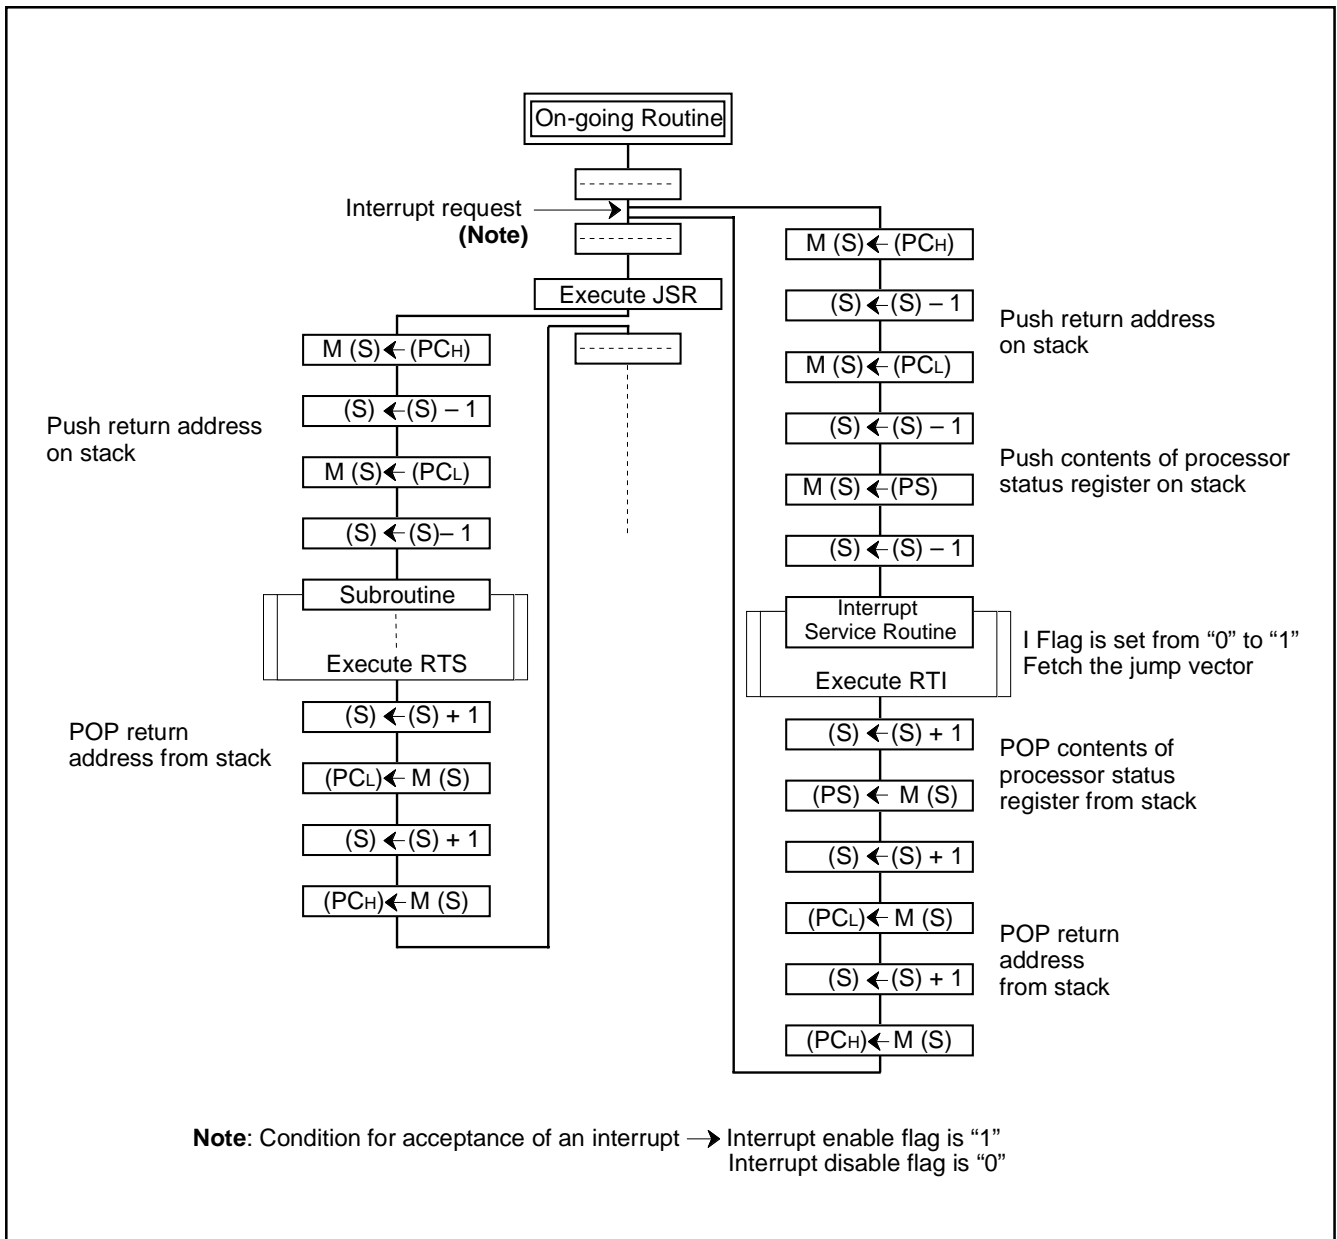 On-going Routine
Interrupt request
(Note)
Execute JSR
M (S) ← (PCH)
(S) ← (S) – 1
M (S) ← (PCL)
(S) ← (S)– 1
Push return address
on stack
Subroutine
Execute RTS
(S) ← (S) + 1
(PCL) ← M (S)
(S) ← (S) + 1
(PCH) ← M (S)
POP return
address from stack
M (S) ← (PCH)
(S) ← (S) – 1
M (S) ← (PCL)
(S) ← (S) – 1
M (S) ← (PS)
(S) ← (S) – 1
Push return address
on stack
Push contents of processor
status register on stack
Interrupt
Service Routine
Execute RTI
I Flag is set from “0” to “1”
Fetch the jump vector
(S) ← (S) + 1
(PS) ← M (S)
(S) ← (S) + 1
(PCL) ← M (S)
(S) ← (S) + 1
(PCH) ← M (S)
POP contents of
processor status
register from stack
POP return
address
from stack
Note: Condition for acceptance of an interrupt → Interrupt enable flag is “1”
Interrupt disable flag is “0”